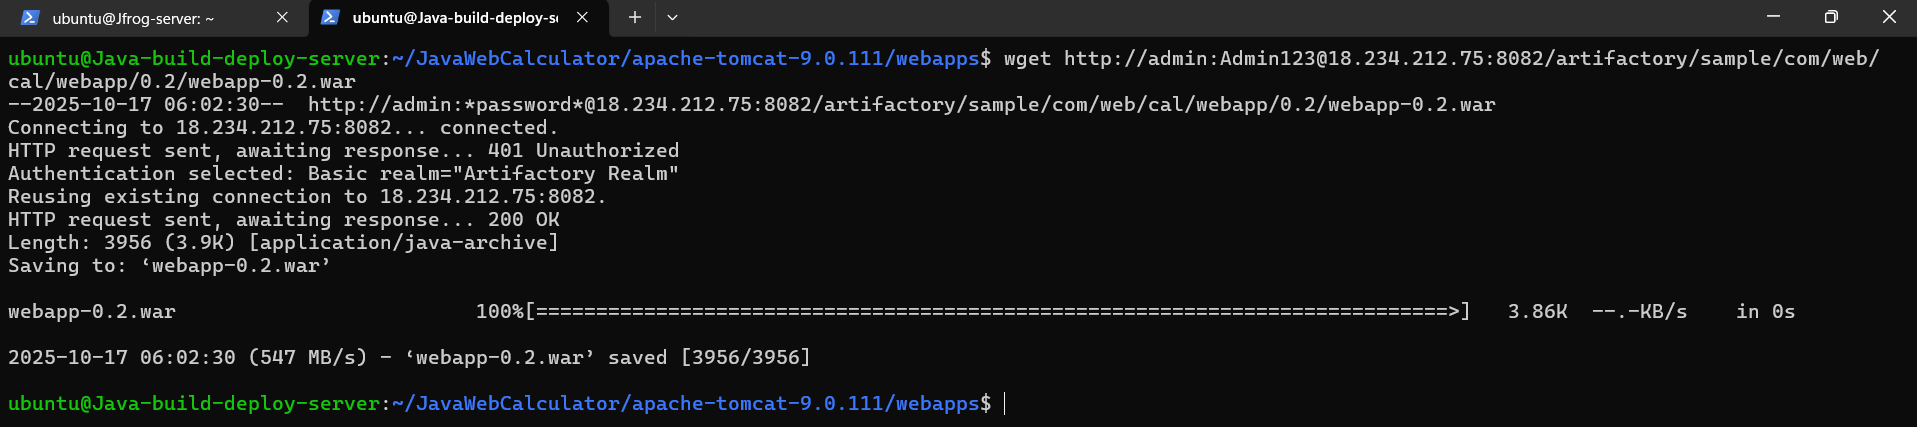 ubuntu@Jfrog-server: ~
ubuntu@Java-build-deploy-se
ubuntu@Java-build-deploy-server:~/JavaWebCalculator/apache-tomcat-9.0.111/webapps$ wget http://admin:Admin123@18.234.212.75:8082/artifactory/sample/com/web/
cal/webapp/0.2/webapp-0.2.war
--2025-10-17 06:02:30--  http://admin:*password*@18.234.212.75:8082/artifactory/sample/com/web/cal/webapp/0.2/webapp-0.2.war
Connecting to 18.234.212.75:8082... connected.
HTTP request sent, awaiting response... 401 Unauthorized
Authentication selected: Basic realm="Artifactory Realm"
Reusing existing connection to 18.234.212.75:8082.
HTTP request sent, awaiting response... 200 OK
Length: 3956 (3.9K) [application/java-archive]
Saving to: ‘webapp-0.2.war’
webapp-0.2.war                         100%[============================================================================>]   3.86K  --.-KB/s    in 0s
2025-10-17 06:02:30 (547 MB/s) - ‘webapp-0.2.war’ saved [3956/3956]
ubuntu@Java-build-deploy-server:~/JavaWebCalculator/apache-tomcat-9.0.111/webapps$